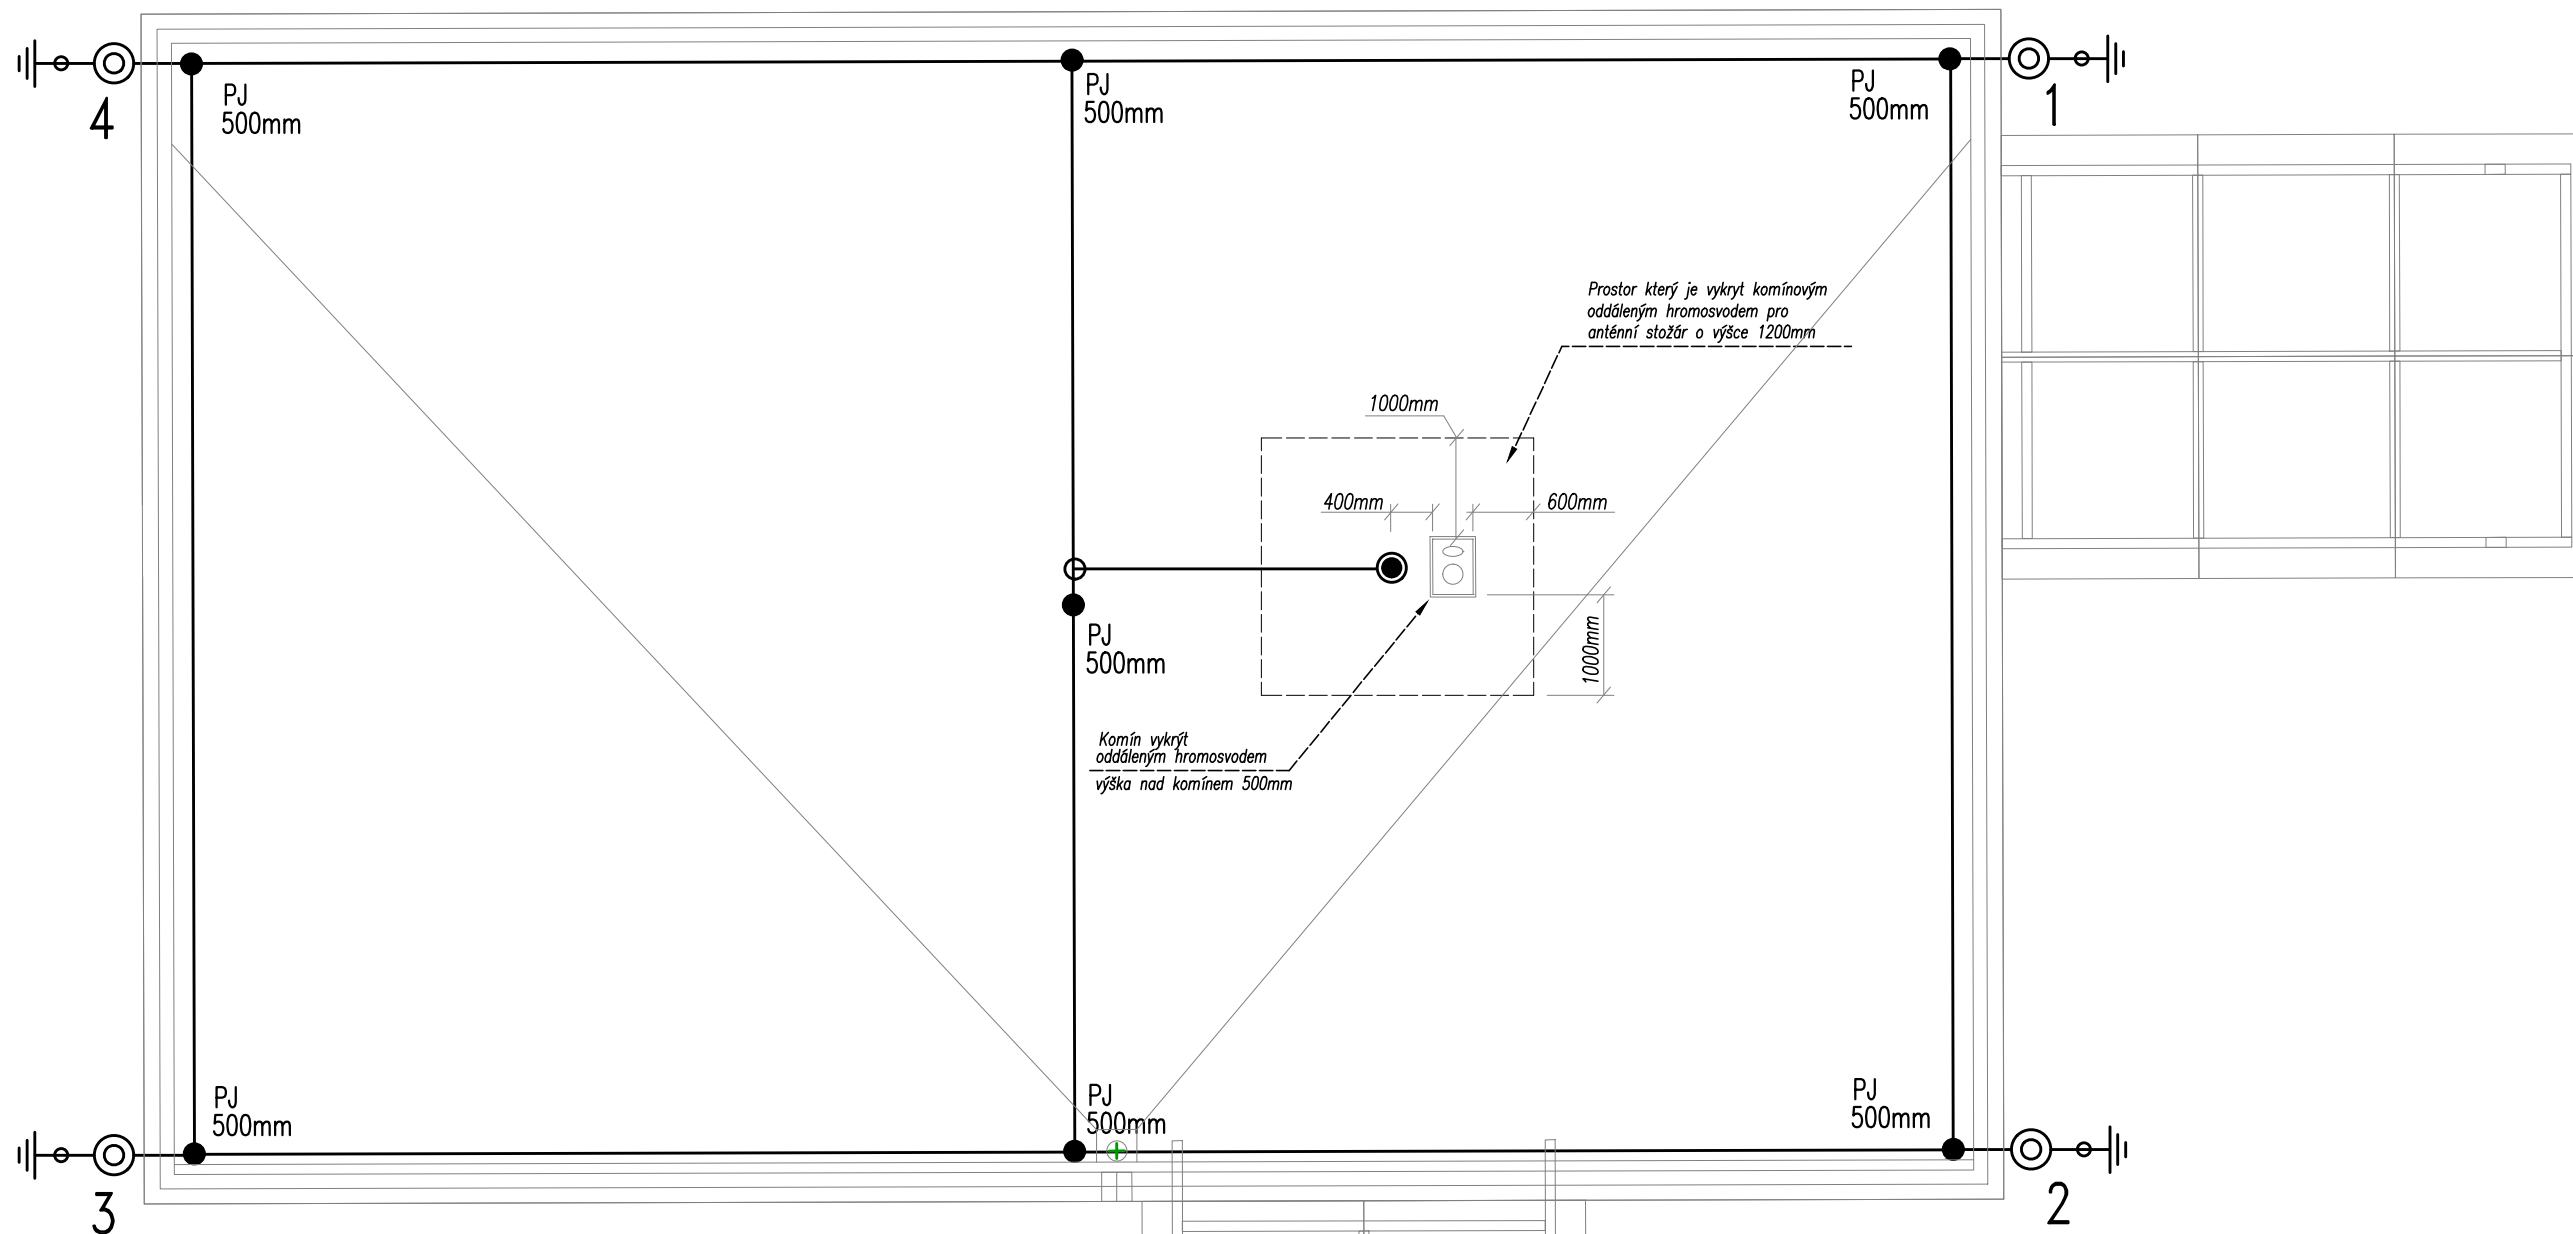 4
PJ
500mm
PJ
500mm
PJ
500mm
1
Prostor který je vykryt komínovým
oddáleným hromosvodem pro
anténní stožár o výšce 1200mm
1000mm
400mm
600mm
1000mm
PJ
500mm
Komín vykrýt
oddáleným hromosvodem
výška nad komínem 500mm
PJ
500mm
PJ
500mm
PJ
500mm
3
2